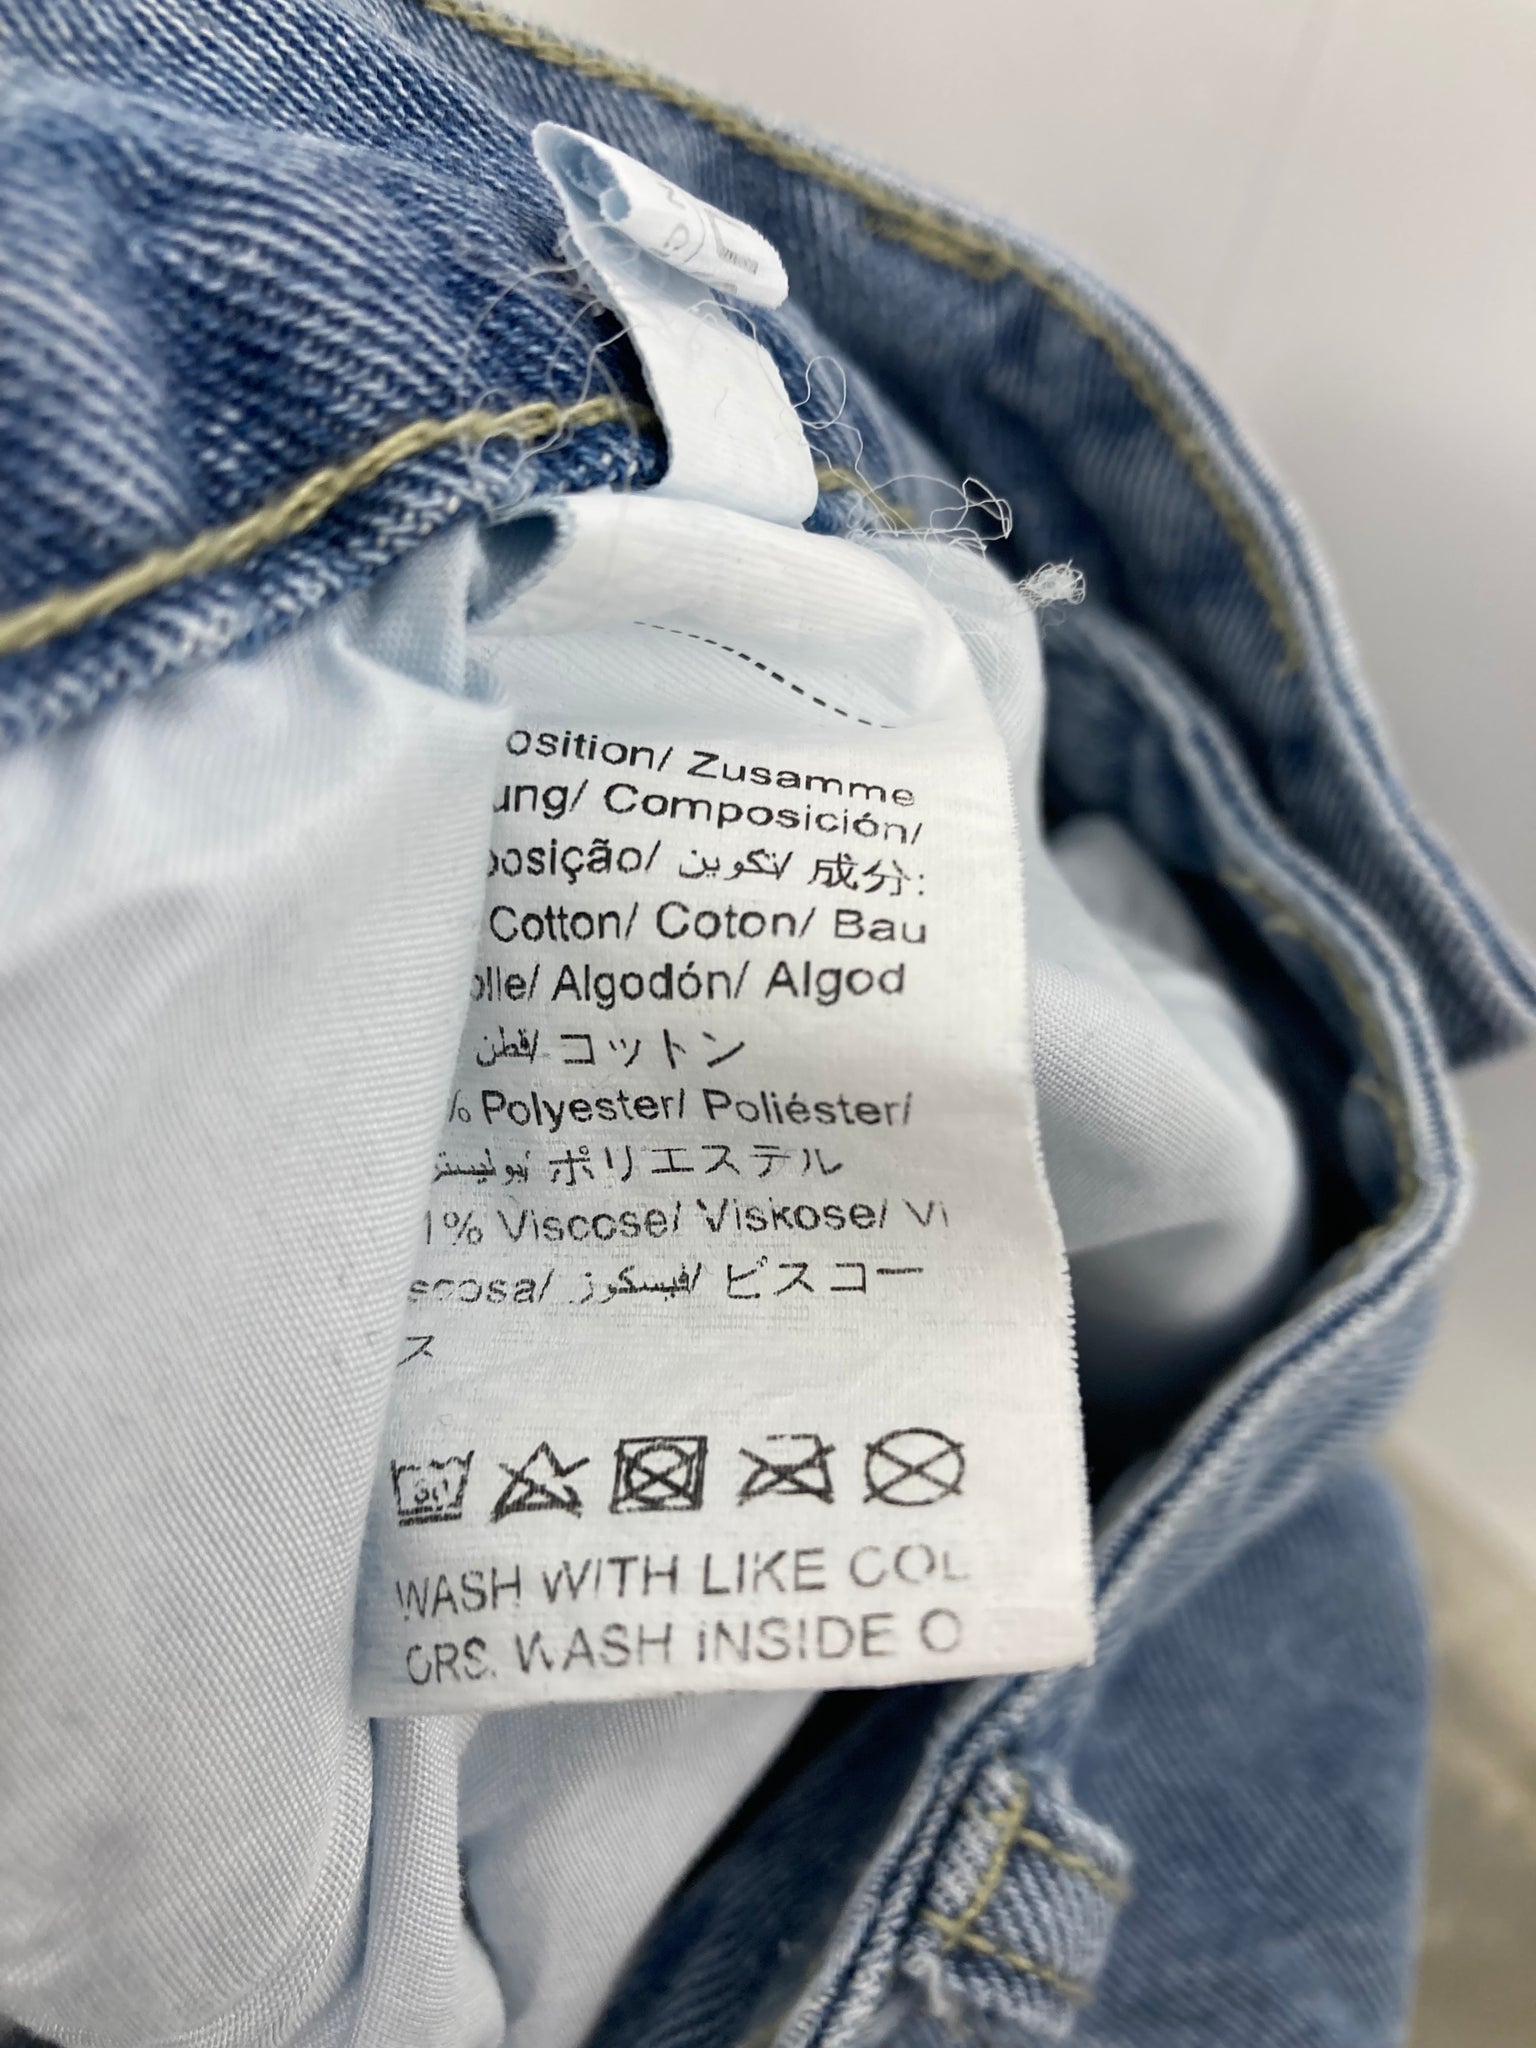 osition/ Zusamme
ung/ Composición/
posição/ تكوين/ 成分:
Cotton/ Coton/ Bau
olle/ Algodón/ Algod
قطن/ コットン
% Polyester/ Poliéster/
بوليستر/ ポリエステル
1% Viscose/ Viskose/ Vi
scosa/ فيسكوز/ ビスコー
ス
30
WASH WITH LIKE COL
ORS. WASH INSIDE O